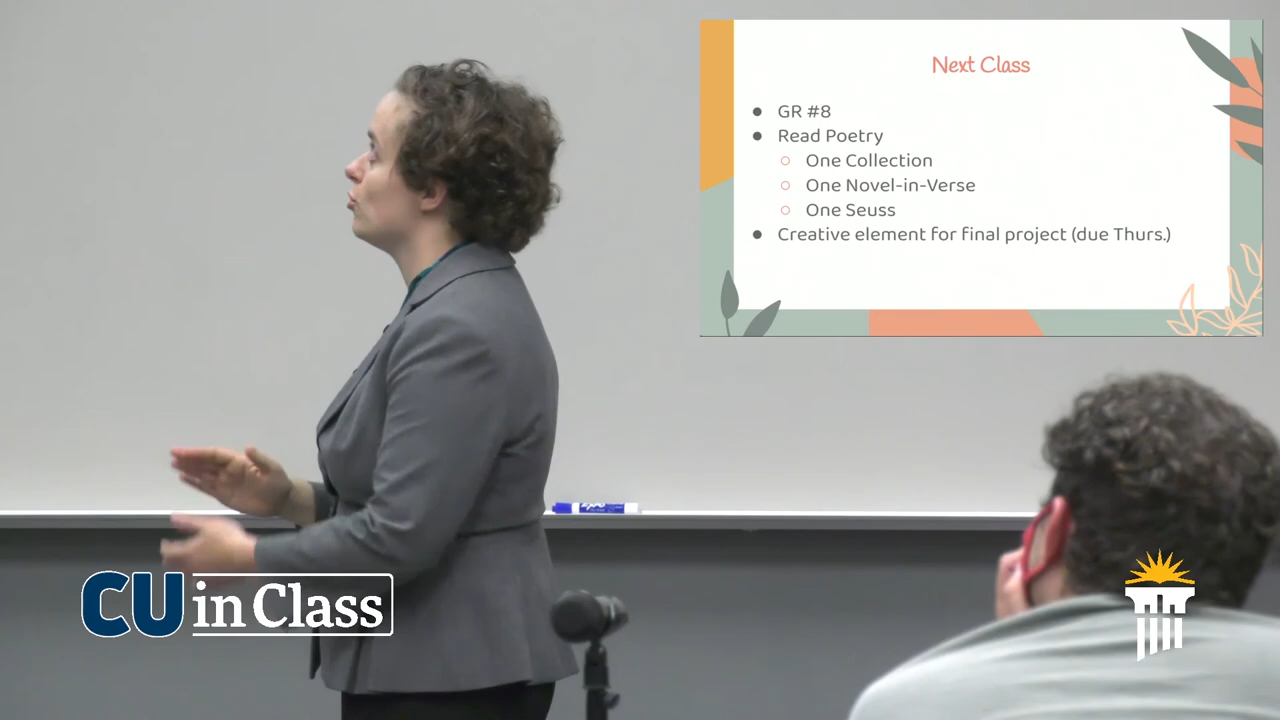 Next Class
● GR #8
● Read Poetry
○ One Collection
○ One Novel-in-Verse
○ One Seuss
● Creative element for final project (due Thurs.)
EXPO
CU in Class